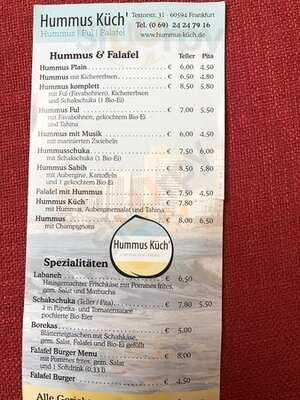 Hummus Küch'
Hummus | Ful | Falafel
Textorstr. 31 · 60594 Frankfurt
Tel. (0 69) 24 24 79 16
www.hummus-küch.de
Hummus & Falafel Teller Pita
Hummus Plain € 6,00 4,50
Hummus mit Kichererbsen € 6,50 4,80
Hummus komplett € 8,50 5,80
mit Ful (Favabohnen), Kichererbsen
und Schakschuka (1 Bio-Ei)
Hummus Ful € 7,00 5,50
mit Favabohnen, gekochtem Bio Ei
und Tahina
Hummus mit Musik € 6,00 4,50
mit marinierten Zwiebeln
Hummusschuka € 7,50 6,00
mit Schakschuka (1 Bio-Ei)
Hummus Sabih € 8,50 5,80
mit Aubergine, Kartoffeln
und 1 gekochtem Bio-Ei
Falafel mit Hummus € 7,50 4,50
Hummus Küch' € 7,80
mit Hummus, Auberginensalat und Tahina
Hummus € 8,00 6,50
mit Champignons
Hummus Küch'
Spezialitäten
Labaneh € 6,50
Hausgemachter Frischkäse mit Pommes frites,
gem. Salat und Matbucha
Schakschuka (Teller / Pita) € 7,80 5,50
2 in Paprika- und Tomatensauce
pochierte Bio-Eier
Borekas € 5,00
Blätterteigtaschen mit Schafskäse,
gem. Salat und Bio-Ei gefüllt
Falafel Burger Menu € 8,00
mit Pommes frites, gem. Salat
und 1 Softdrink (0,33 l)
Falafel Burger € 4,50